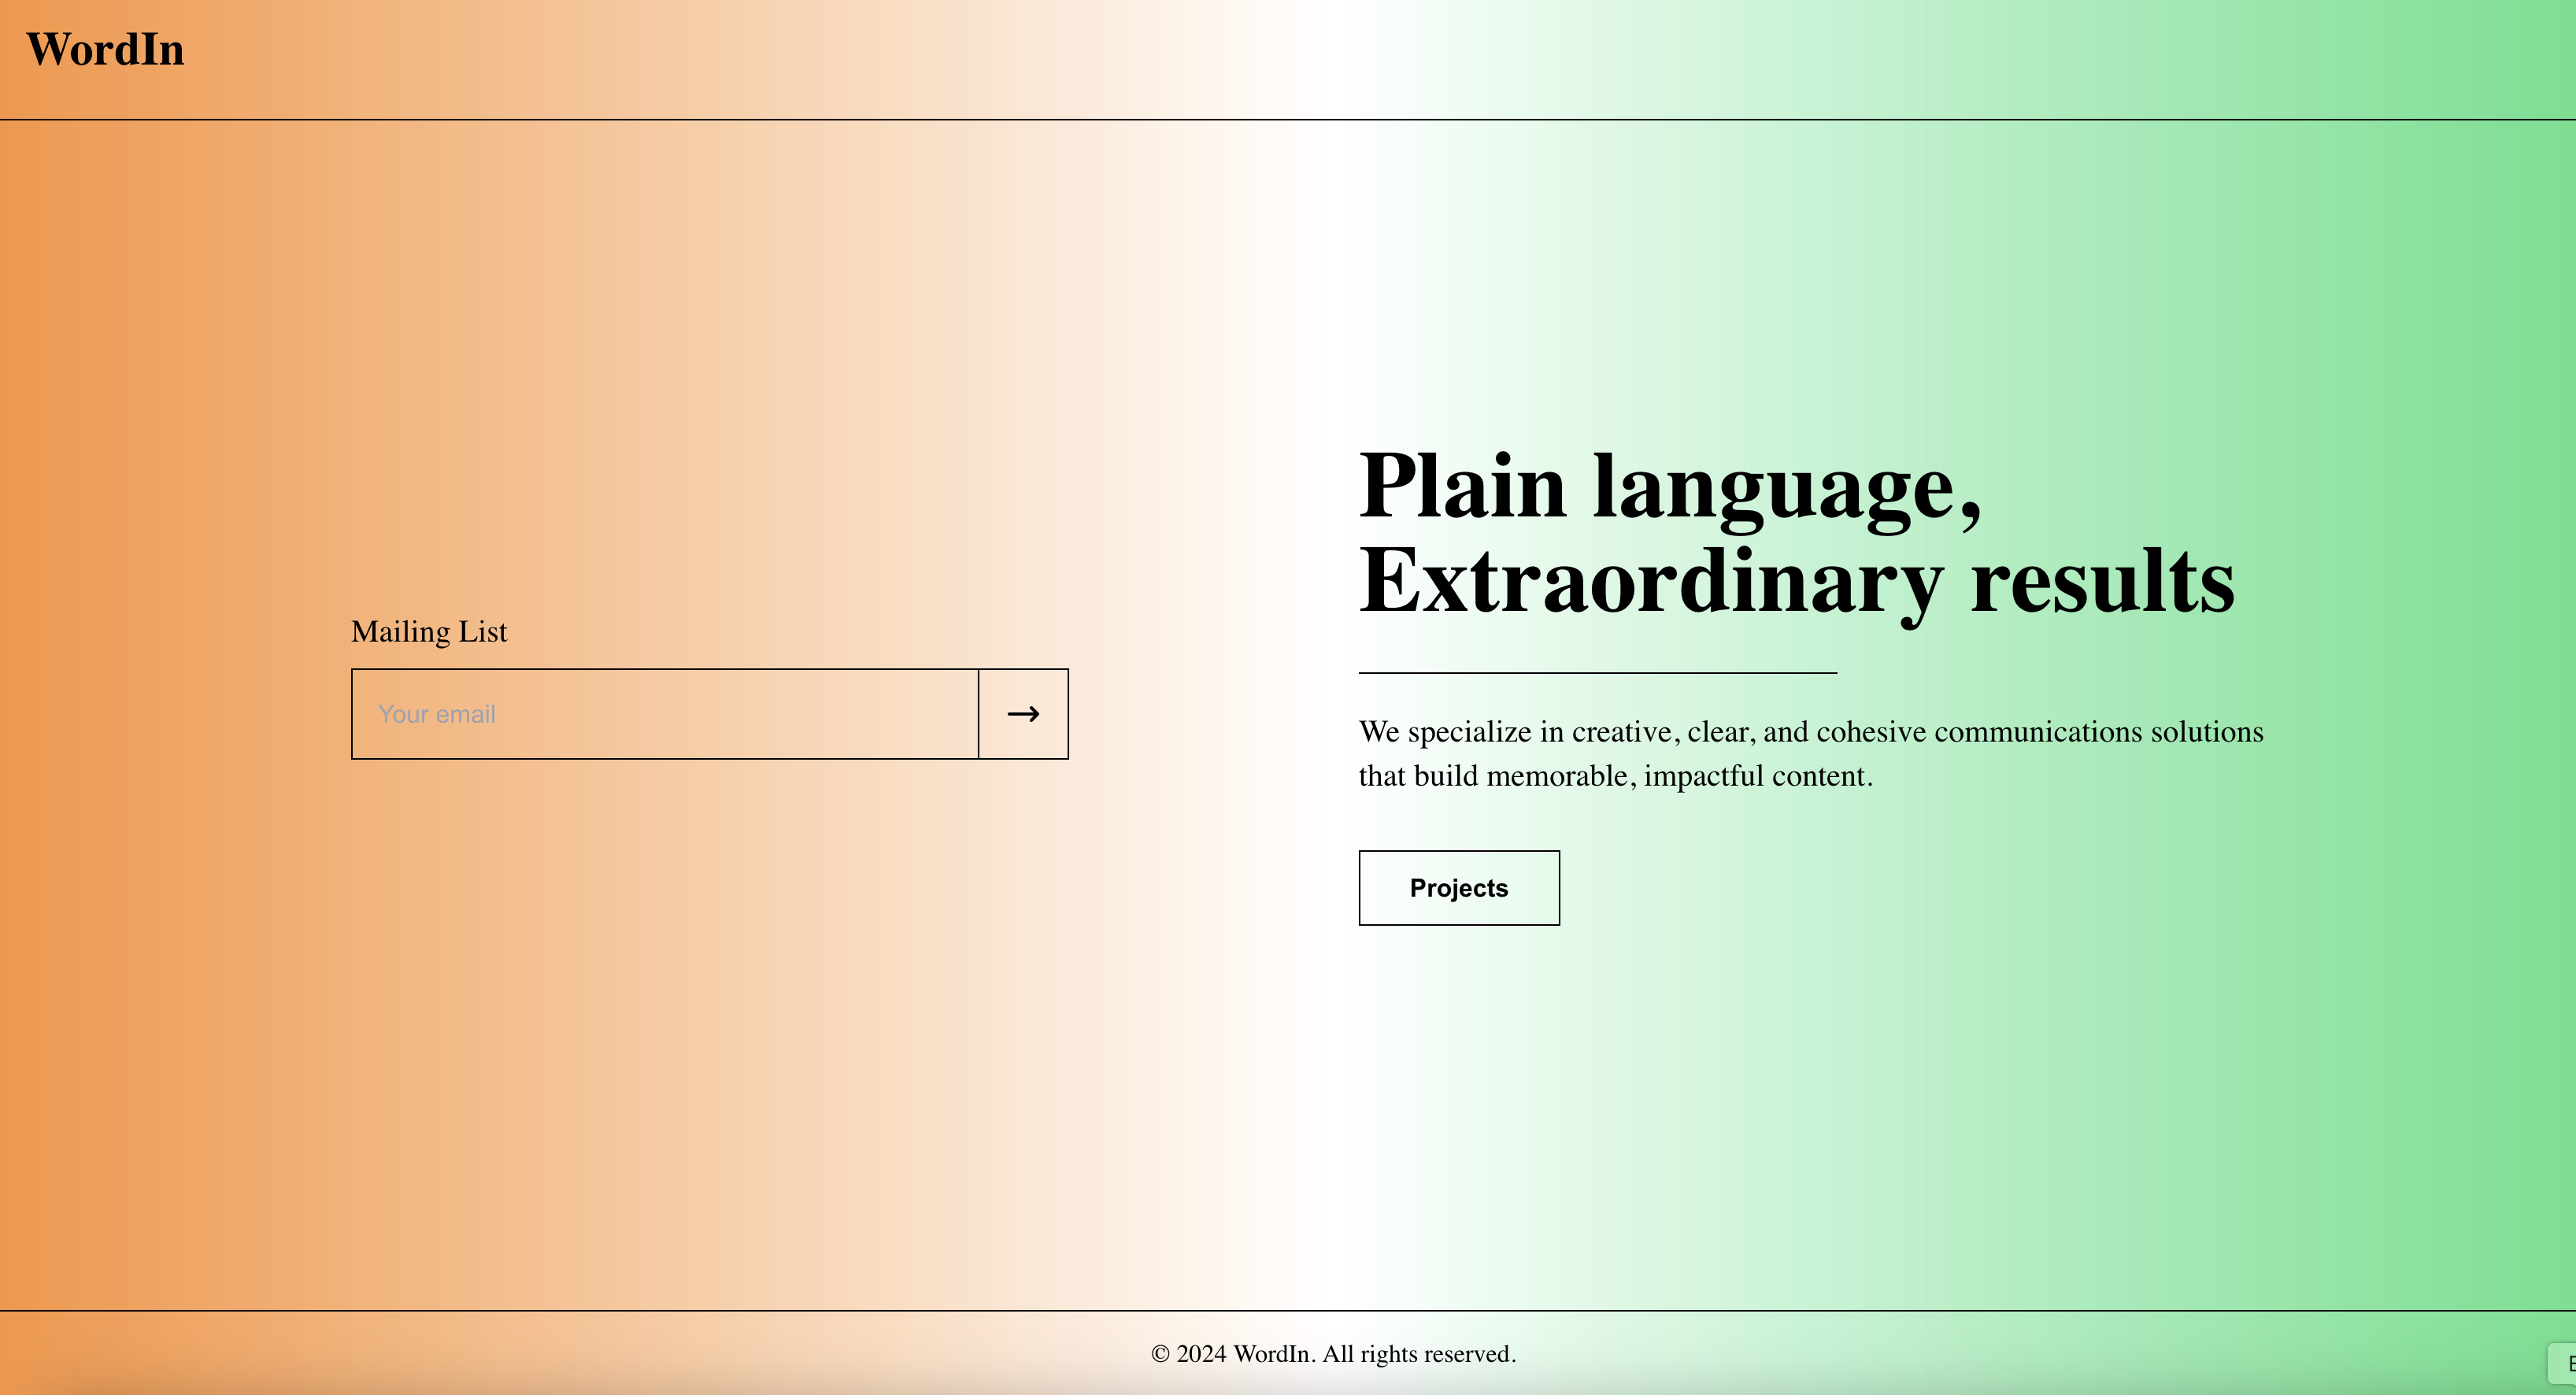 WordIn
Mailing List
Your email
Plain language,
Extraordinary results
We specialize in creative, clear, and cohesive communications solutions
that build memorable, impactful content.
Projects
© 2024 WordIn. All rights reserved.